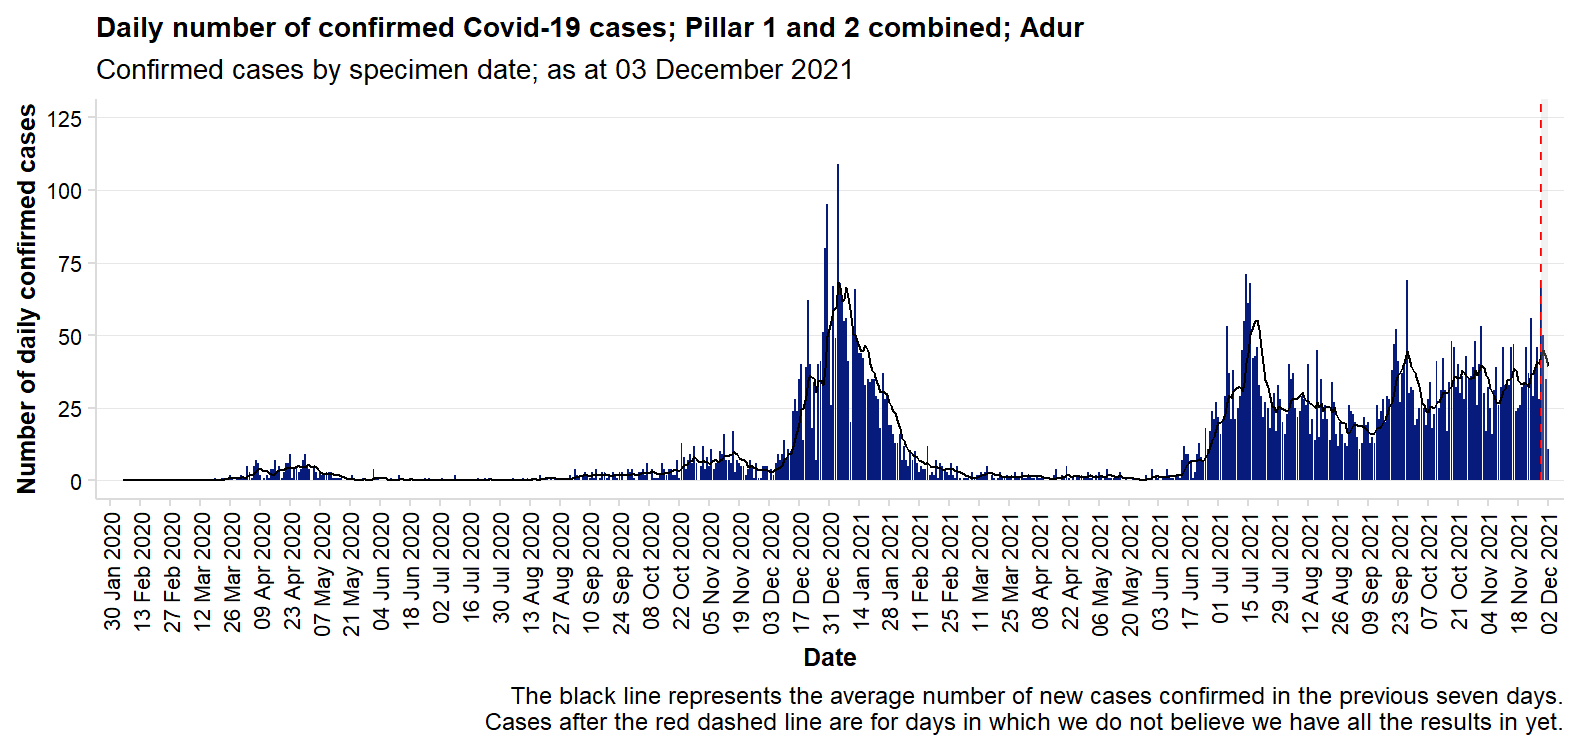 Daily number of confirmed Covid-19 cases; Pillar 1 and 2 combined; Adur
Confirmed cases by specimen date; as at 03 December 2021
Number of daily confirmed cases
125
100
75
50
25
0
30 Jan 2020
13 Feb 2020
27 Feb 2020
12 Mar 2020
26 Mar 2020
09 Apr 2020
23 Apr 2020
07 May 2020
21 May 2020
04 Jun 2020
18 Jun 2020
02 Jul 2020
16 Jul 2020
30 Jul 2020
13 Aug 2020
27 Aug 2020
10 Sep 2020
24 Sep 2020
08 Oct 2020
22 Oct 2020
05 Nov 2020
19 Nov 2020
03 Dec 2020
17 Dec 2020
31 Dec 2020
14 Jan 2021
28 Jan 2021
11 Feb 2021
25 Feb 2021
11 Mar 2021
25 Mar 2021
08 Apr 2021
22 Apr 2021
06 May 2021
20 May 2021
03 Jun 2021
17 Jun 2021
01 Jul 2021
15 Jul 2021
29 Jul 2021
12 Aug 2021
26 Aug 2021
09 Sep 2021
23 Sep 2021
07 Oct 2021
21 Oct 2021
04 Nov 2021
18 Nov 2021
02 Dec 2021
Date
The black line represents the average number of new cases confirmed in the previous seven days.
Cases after the red dashed line are for days in which we do not believe we have all the results in yet.